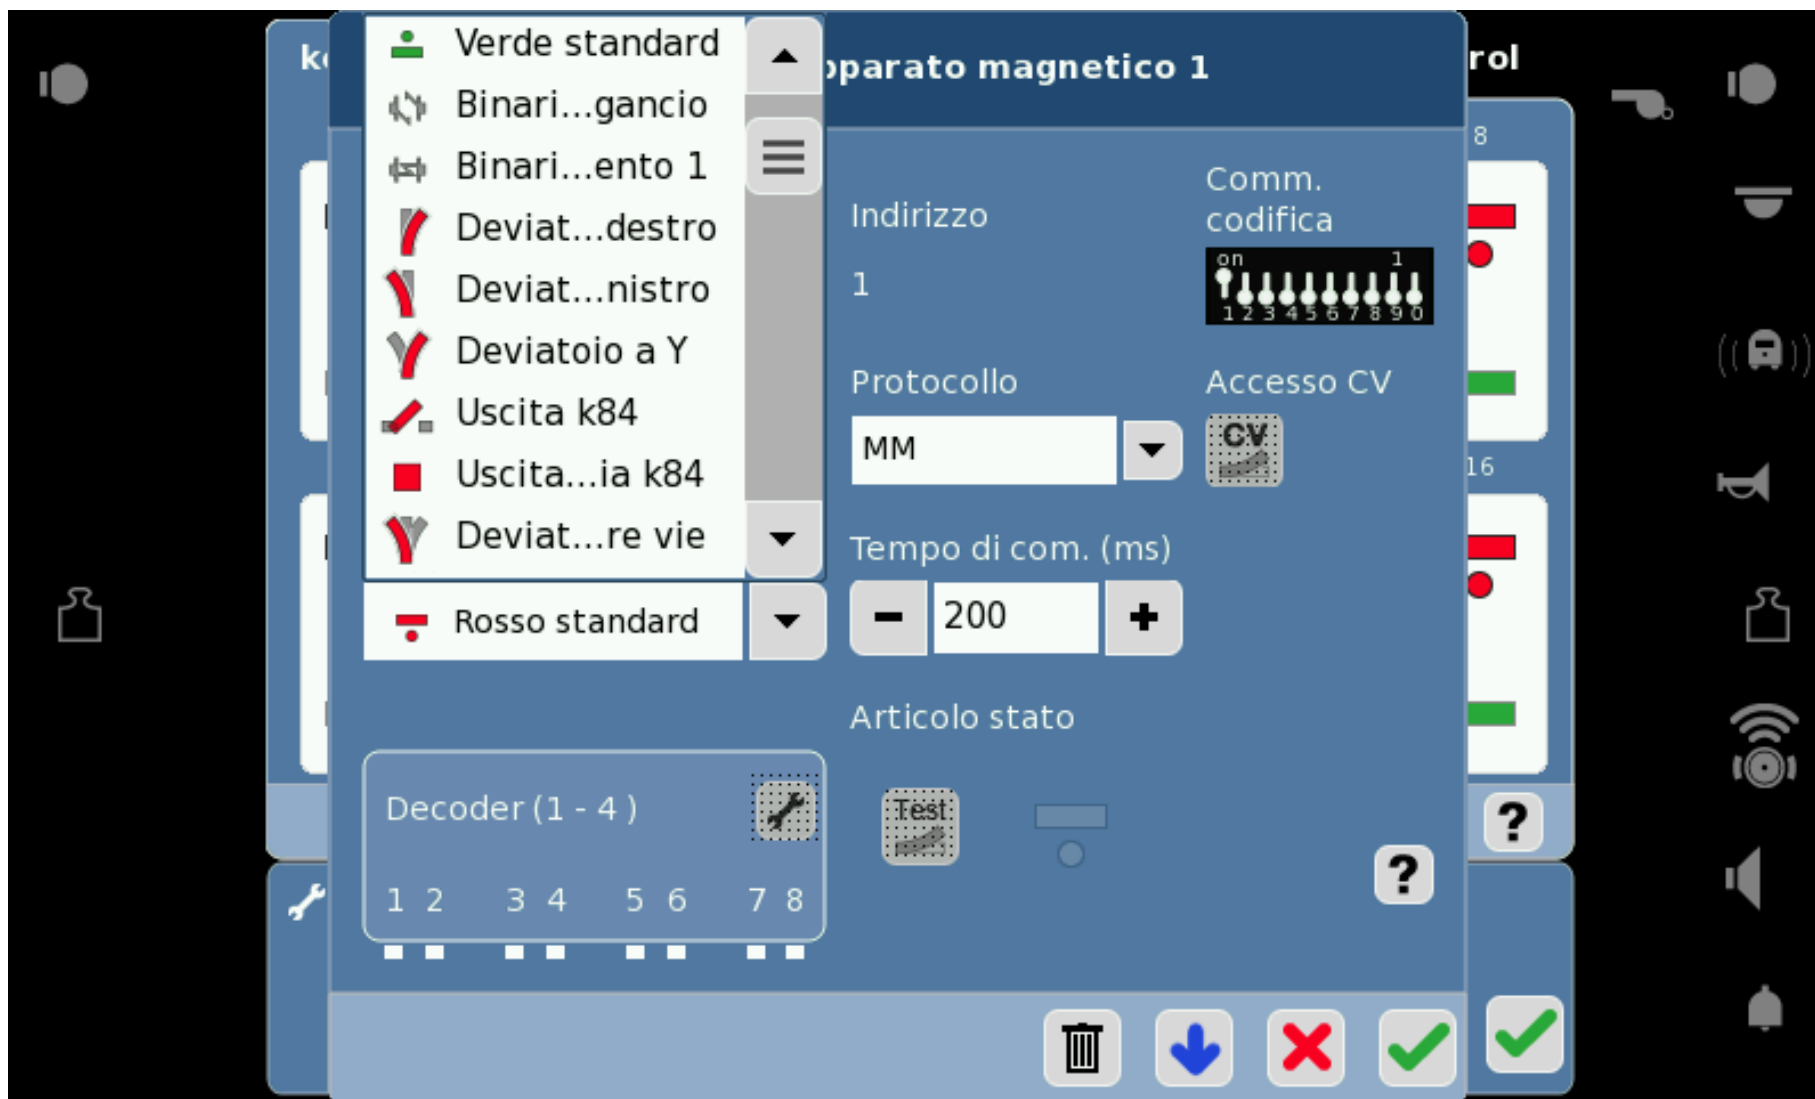 ke
pparato magnetico 1
rol
Verde standard
Binari...gancio
Binari...ento 1
Deviat...destro
Deviat...nistro
Deviatoio a Y
Uscita k84
Uscita...ia k84
Deviat...re vie
Rosso standard
Indirizzo
1
Comm.
codifica
on 1
1 2 3 4 5 6 7 8 9 0
8
Protocollo
MM
Accesso CV
CV
16
Tempo di com. (ms)
200
Articolo stato
Test
Decoder (1 - 4 )
1 2 3 4 5 6 7 8
?
?